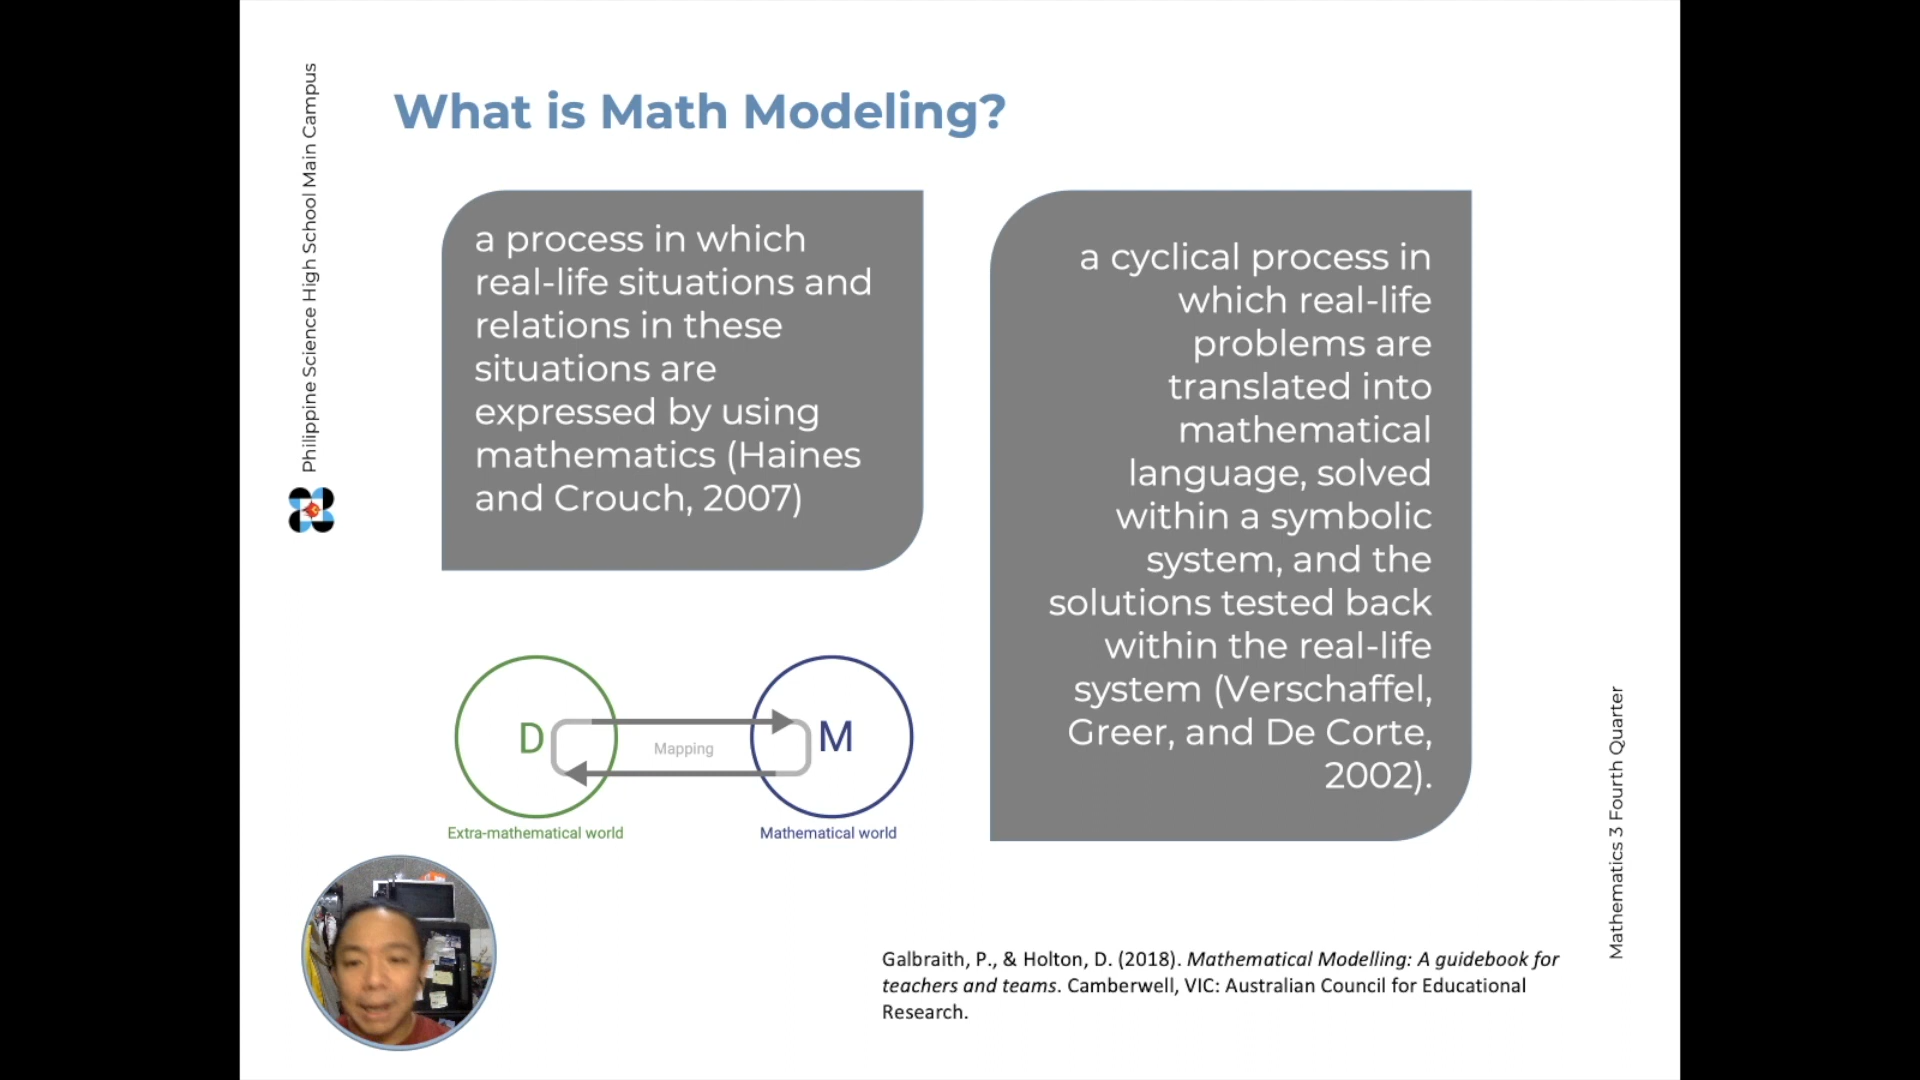 Philippine Science High School Main Campus
What is Math Modeling?
a process in which
real-life situations and
relations in these
situations are
expressed by using
mathematics (Haines
and Crouch, 2007)
a cyclical process in
which real-life
problems are
translated into
mathematical
language, solved
within a symbolic
system, and the
solutions tested back
within the real-life
system (Verschaffel,
Greer, and De Corte,
2002).
D
Mapping
M
Extra-mathematical world
Mathematical world
Galbraith, P., & Holton, D. (2018). Mathematical Modelling: A guidebook for
teachers and teams. Camberwell, VIC: Australian Council for Educational
Research.
Mathematics 3 Fourth Quarter